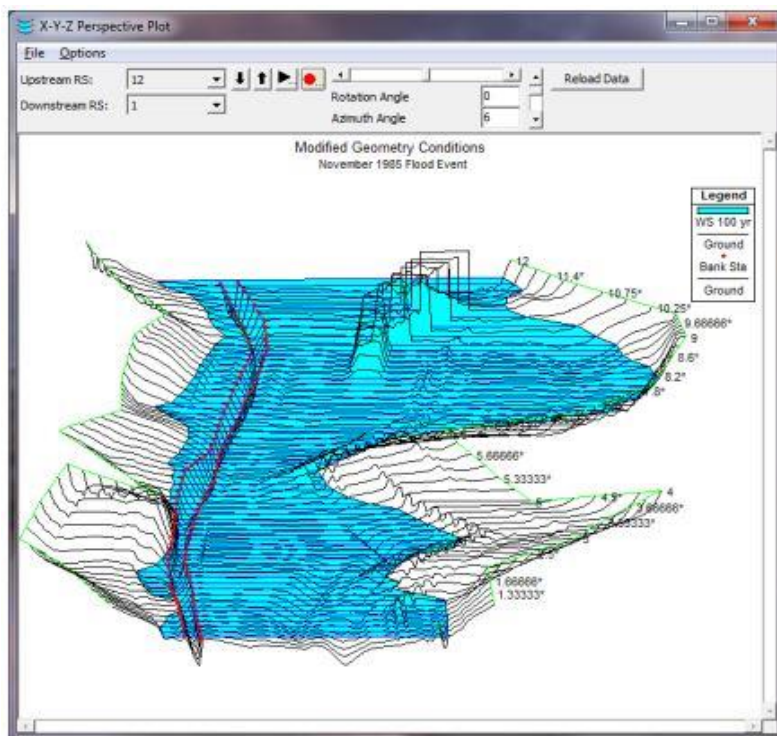 X-Y-Z Perspective Plot
File Options
Upstream RS: 12
Downstream RS: 1
Rotation Angle 0
Azimuth Angle 6
Reload Data
Modified Geometry Conditions
November 1985 Flood Event
Legend
WS 100 yr
Ground
Bank Sta
Ground
12
11.4*
10.75*
10.25*
9.66666*
9
8.6*
8.2*
5.66666*
5.33333*
5
4
3.66666*
1.66666*
1.33333*